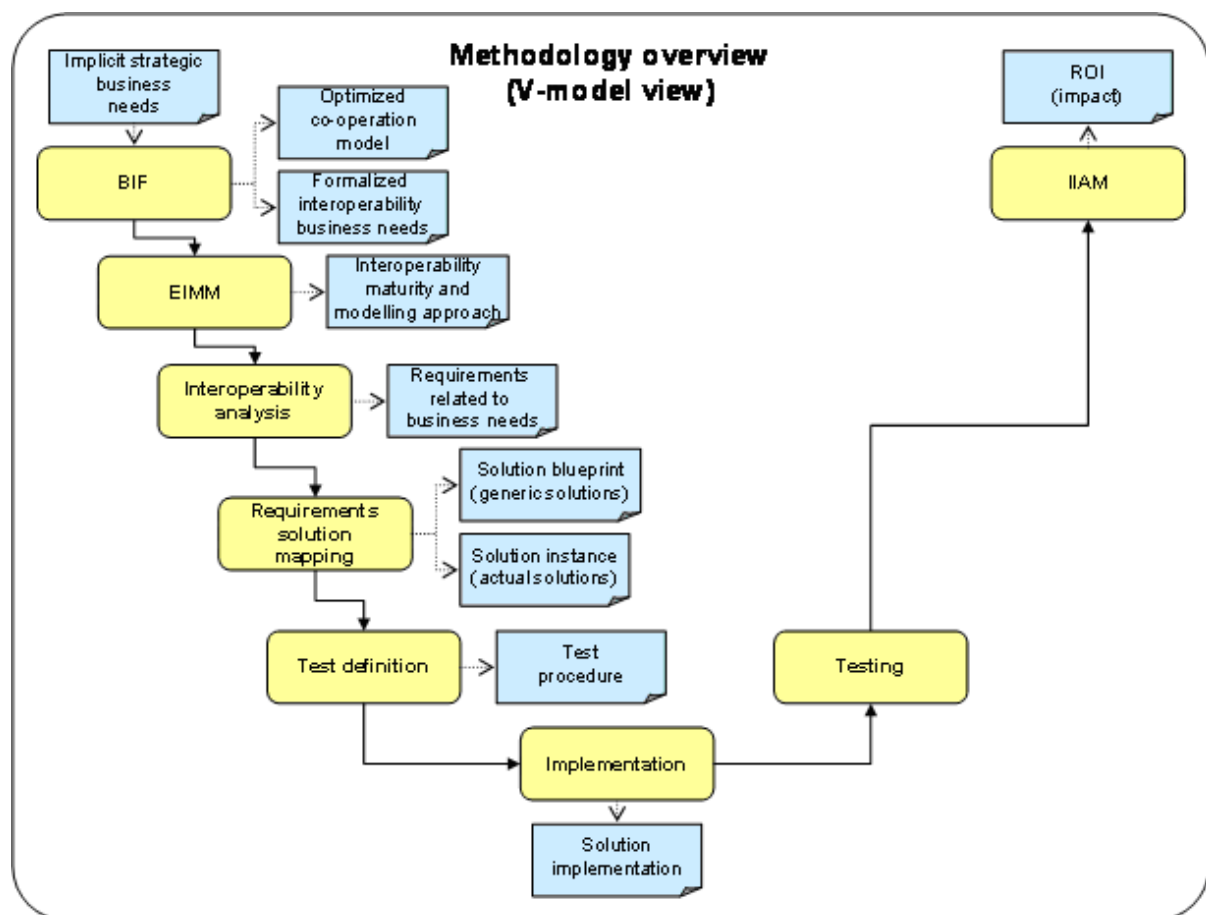 Methodology overview
(V-model view)
Implicit strategic
business
needs
Optimized
co-operation
model
ROI
(impact)
BIF
Formalized
interoperability
business needs
IIAM
EIMM
Interoperability
maturity and
modelling approach
Interoperability
analysis
Requirements
related to
business needs
Requirements
solution
mapping
Solution blueprint
(generic solutions)
Solution instance
(actual solutions)
Test definition
Test
procedure
Testing
Implementation
Solution
implementation